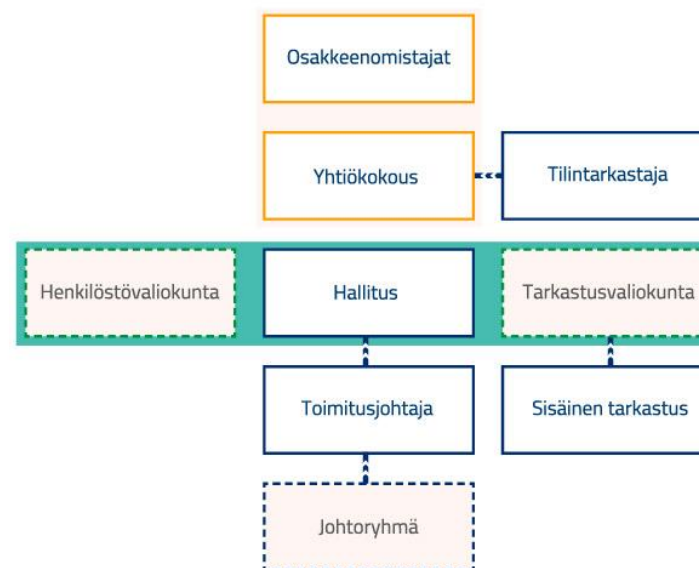 Osakkeenomistajat
Yhtiökokous
Tilintarkastaja
Henkilöstövaliokunta
Hallitus
Tarkastusvaliokunta
Toimitusjohtaja
Sisäinen tarkastus
Johtoryhmä